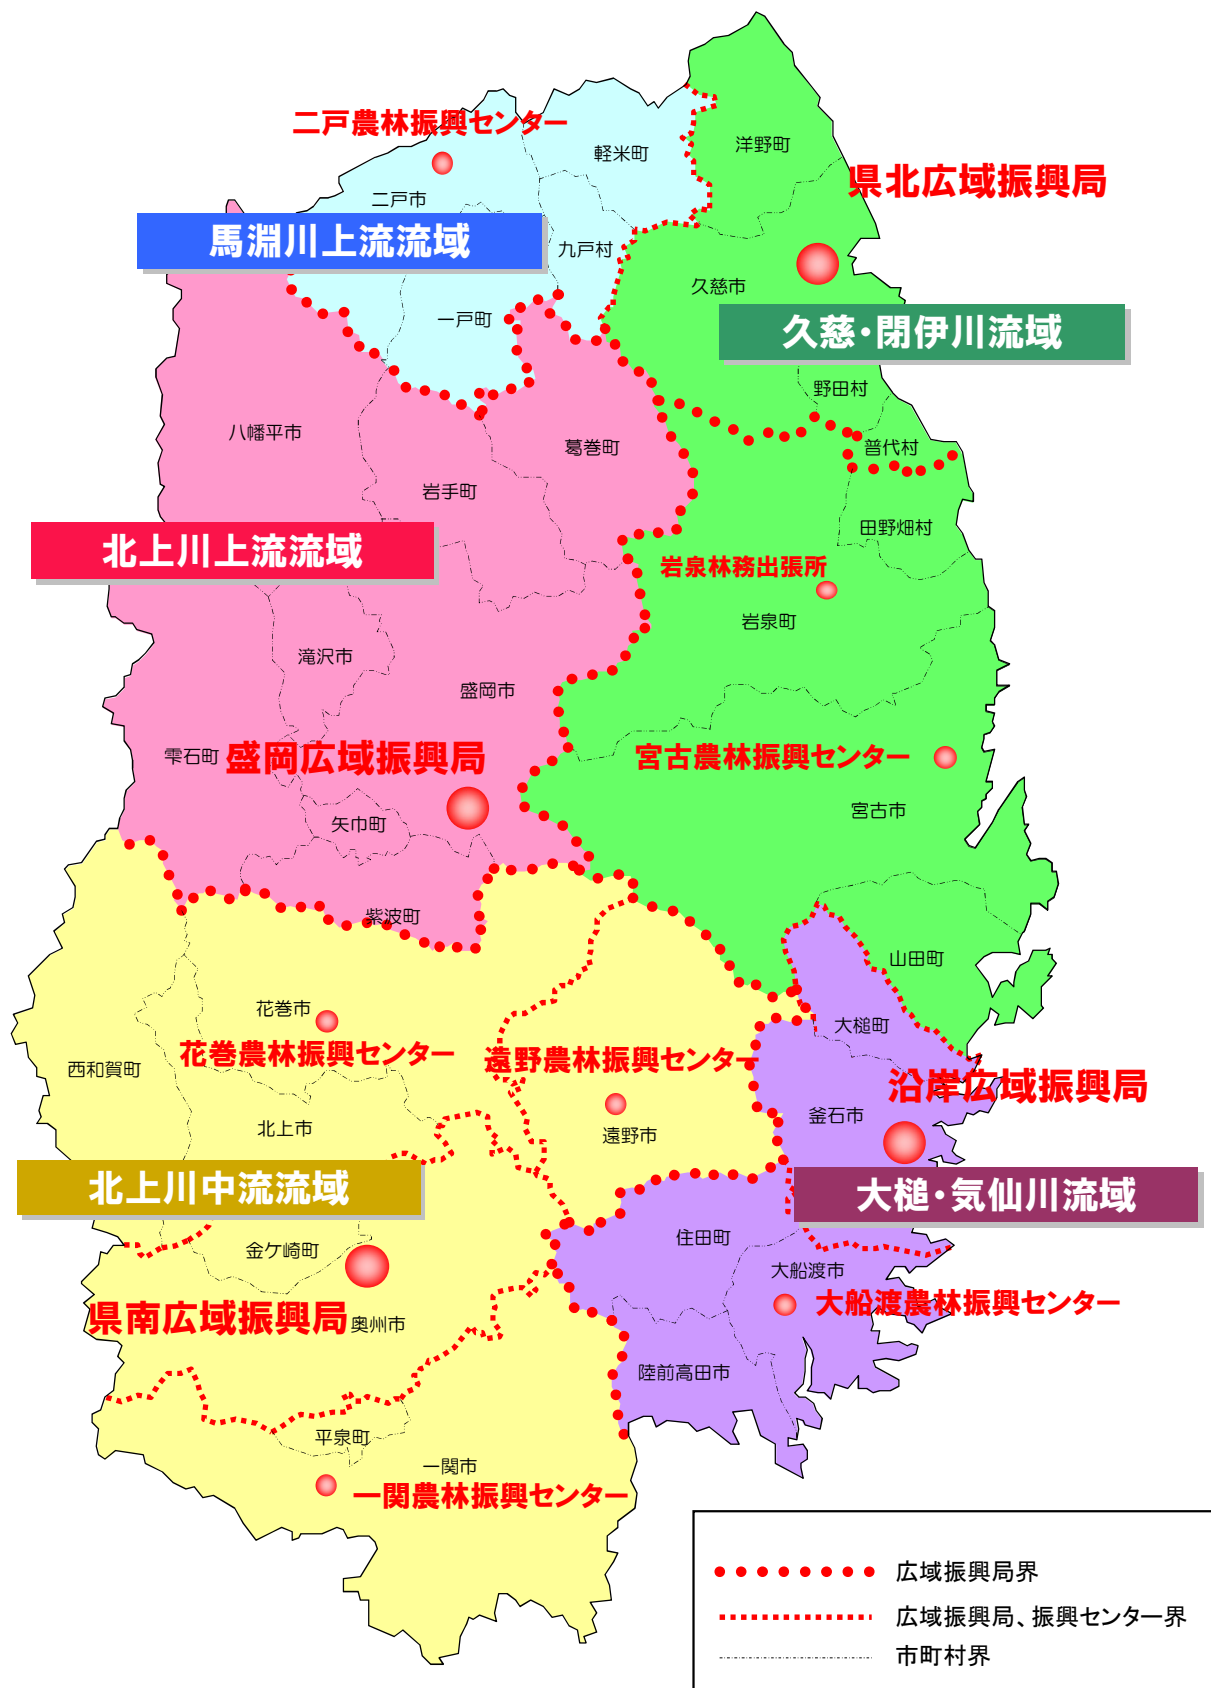 二戸農林振興センター
軽米町
洋野町
県北広域振興局
二戸市
馬淵川上流流域
九戸村
久慈市
一戸町
久慈・閉伊川流域
野田村
八幡平市
葛巻町
普代村
岩手町
田野畑村
北上川上流流域
岩泉林務出張所
岩泉町
滝沢市
盛岡市
雫石町
盛岡広域振興局
宮古農林振興センター
宮古市
矢巾町
紫波町
山田町
花巻市
大槌町
花巻農林振興センター
遠野農林振興センター
西和賀町
沿岸広域振興局
釜石市
北上市
遠野市
北上川中流流域
大槌・気仙川流域
住田町
金ケ崎町
大船渡市
大船渡農林振興センター
県南広域振興局
奥州市
陸前高田市
平泉町
一関市
一関農林振興センター
広域振興局界
広域振興局、振興センター界
市町村界